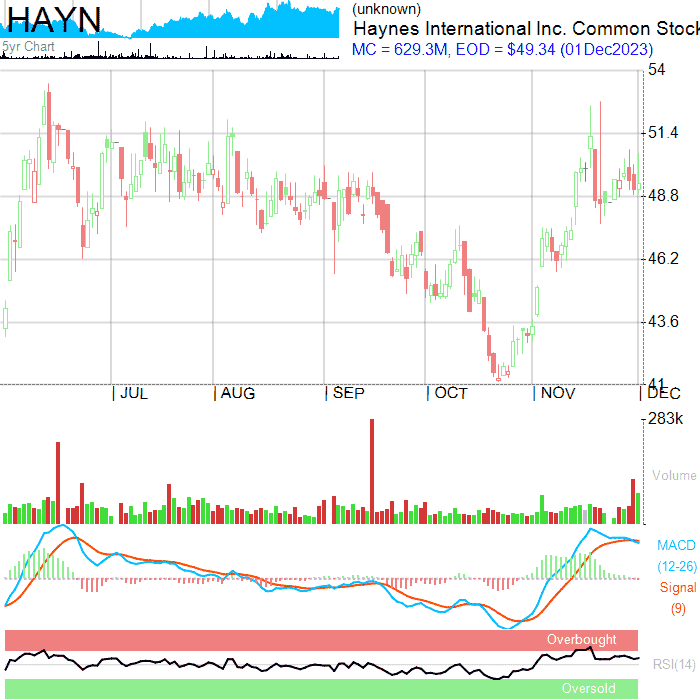 HAYN
5yr Chart
(unknown)
Haynes International Inc. Common Stock
MC = 629.3M, EOD = $49.34 (01Dec2023)
54
51.4
48.8
46.2
43.6
41
JUL AUG SEP OCT NOV DEC
283k
Volume
MACD
(12-26)
Signal
(9)
Overbought
RSI(14)
Oversold